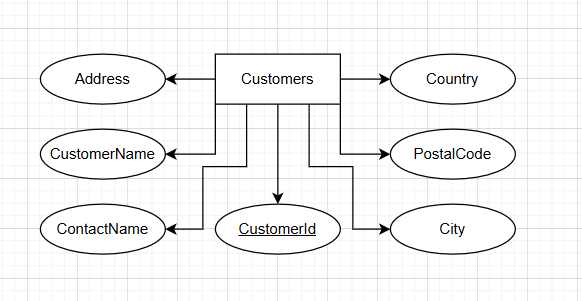 Address
Customers
Country
CustomerName
PostalCode
ContactName
CustomerId
City